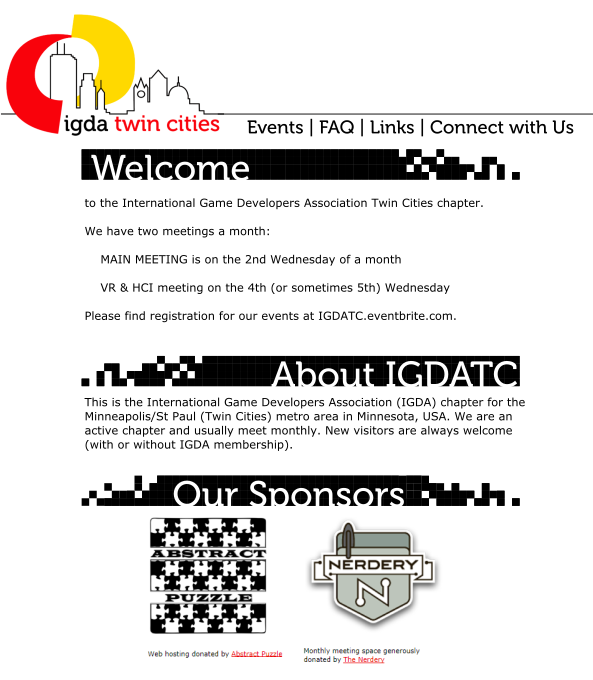 igda twin cities
Events | FAQ | Links | Connect with Us
Welcome
to the International Game Developers Association Twin Cities chapter.
We have two meetings a month:
MAIN MEETING is on the 2nd Wednesday of a month
VR & HCI meeting on the 4th (or sometimes 5th) Wednesday
Please find registration for our events at IGDATC.eventbrite.com.
About IGDATC
This is the International Game Developers Association (IGDA) chapter for the
Minneapolis/St Paul (Twin Cities) metro area in Minnesota, USA. We are an
active chapter and usually meet monthly. New visitors are always welcome
(with or without IGDA membership).
Our Sponsors
ABSTRACT
PUZZLE
NERDERY
N
Web hosting donated by Abstract Puzzle
Monthly meeting space generously
donated by The Nerdery